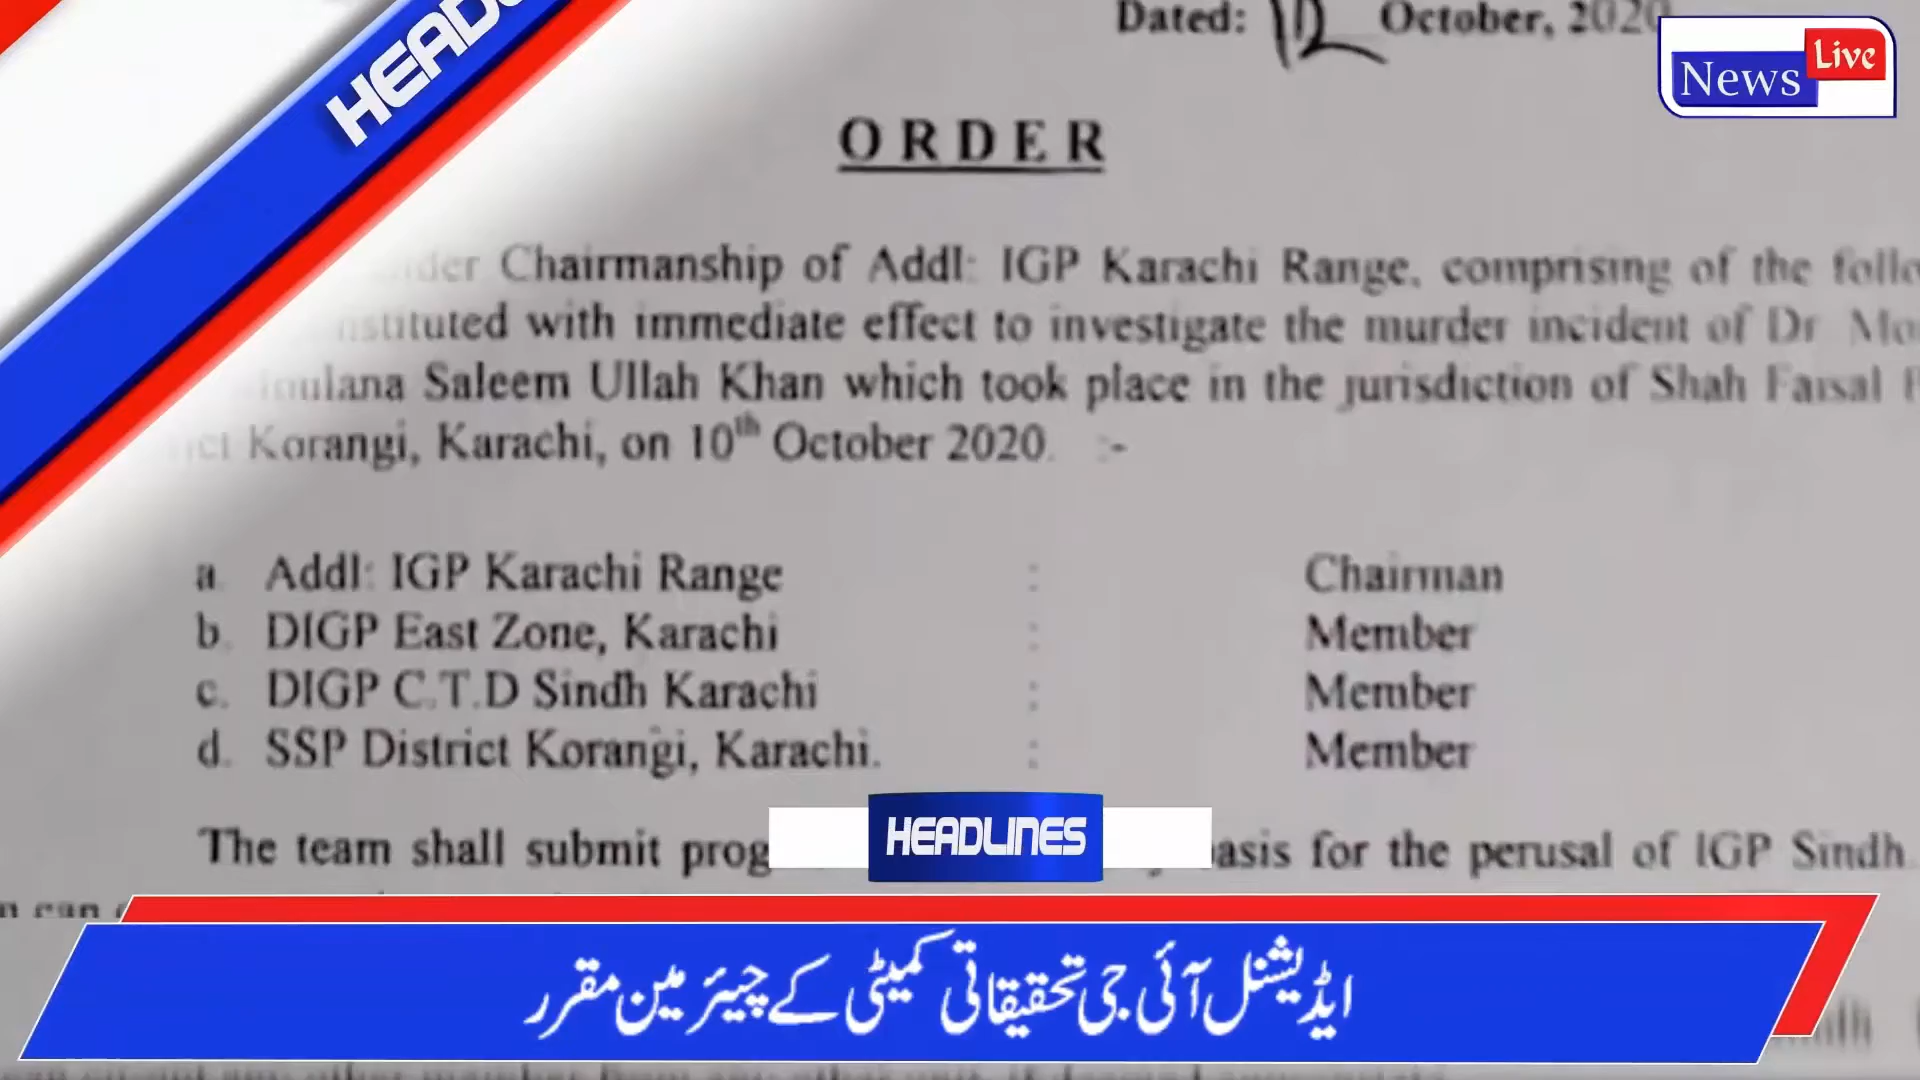 Dated: 12 October, 2020
News Live
HEAD
ORDER
Chairmanship of Addl: IGP Karachi Range, comprising of the
with immediate effect to investigate the murder incident of Dr
Saleem Ullah Khan which took place in the jurisdiction of Shah Faisal
Korangi, Karachi, on 10th October 2020. :-
a. Addl: IGP Karachi Range : Chairman
b. DIGP East Zone, Karachi : Member
c. DIGP C.T.D Sindh Karachi : Member
d. SSP District Korangi, Karachi. : Member
The team shall submit prog asis for the perusal of IGP Sindh.
HEADLINES
can
ایڈیشنل آئی جی تحقیقاتی کمیٹی کے چیئرمین مقرر